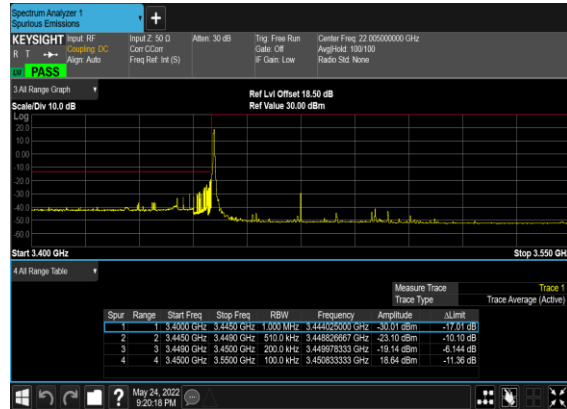 Spectrum Analyzer 1
Spurious Emissions
KEYSIGHT Input: RF Input Z: 50 Ω Atten: 30 dB Trig: Free Run Center Freq: 22.005000000 GHz
R T Coupling: DC Corr CCorr Gate: Off Avg|Hold: 100/100
Align: Auto Freq Ref: Int (S) IF Gain: Low Radio Std: None
LXI PASS
3 All Range Graph
Ref Lvl Offset 18.50 dB
Scale/Div 10.0 dB Ref Value 30.00 dBm
Log
20.0
10.0
0.00
-10.0
-20.0
-30.0
-40.0
-50.0
-60.0
Start 3.400 GHz Stop 3.550 GHz
4 All Range Table
Measure Trace Trace 1
Trace Type Trace Average (Active)
Spur Range Start Freq Stop Freq RBW Frequency Amplitude ΔLimit
1 1 3.4000 GHz 3.4450 GHz 1.000 MHz 3.444025000 GHz -30.01 dBm -17.01 dB
2 2 3.4450 GHz 3.4490 GHz 510.0 kHz 3.448826667 GHz -23.10 dBm -10.10 dB
3 3 3.4490 GHz 3.4500 GHz 200.0 kHz 3.449978333 GHz -19.14 dBm -6.144 dB
4 4 3.4500 GHz 3.5500 GHz 100.0 kHz 3.450833333 GHz 18.64 dBm -11.36 dB
? May 24, 2022
9:20:18 PM